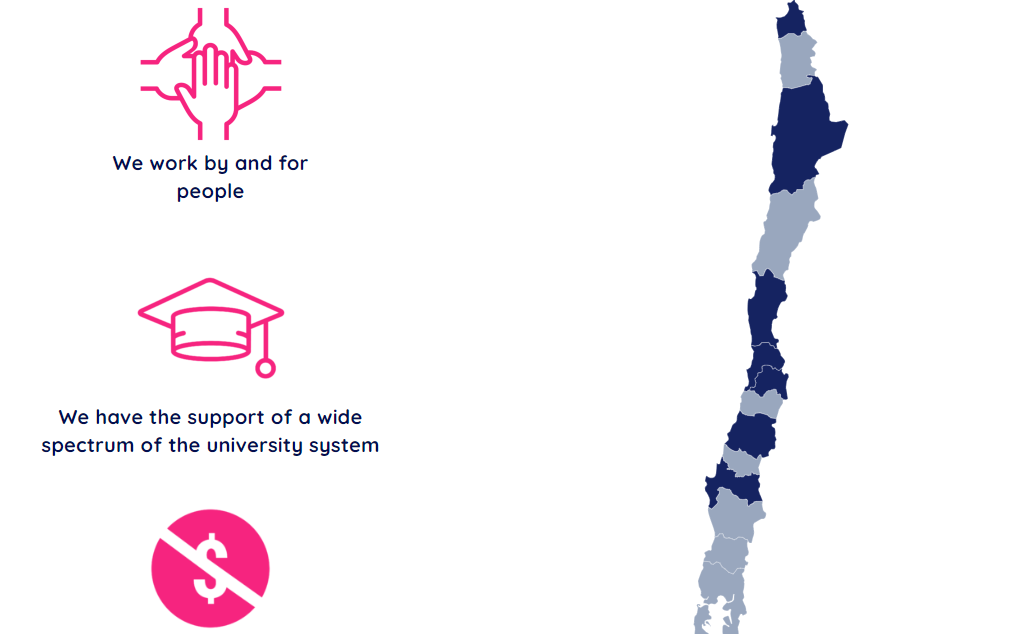 We work by and for
people
We have the support of a wide
spectrum of the university system
$